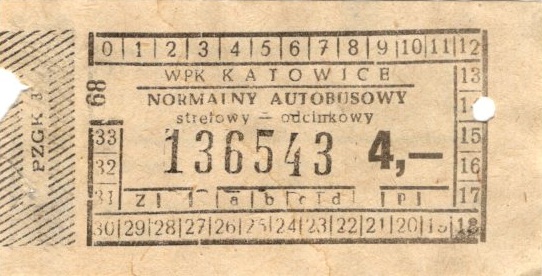 0 1 2 3 4 5 6 7 8 9 10 11 12
WPK KATOWICE
13
68
NORMALNY AUTOBUSOWY
strefowy – odcinkowy
33
136543 4,—
15
PZGK 3
32
16
31
Z a b c d p
17
30 29 28 27 26 25 24 23 22 21 20 19 18